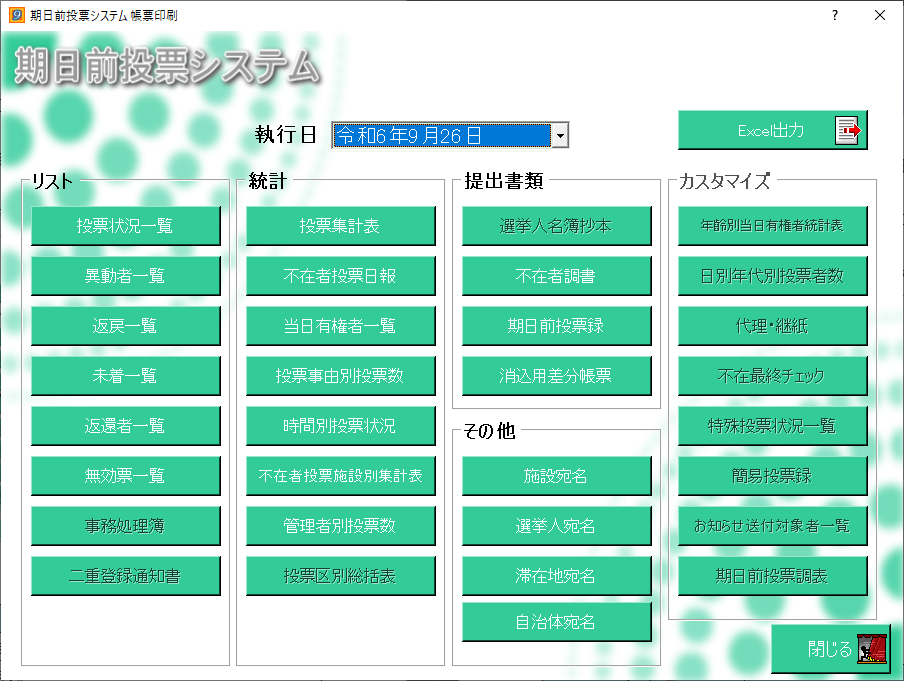 期日前投票システム 帳票印刷
期日前投票システム
執行日 令和6年9月26日
Excel出力
リスト
投票状況一覧
異動者一覧
返戻一覧
未着一覧
返還者一覧
無効票一覧
事務処理簿
二重登録通知書
統計
投票集計表
不在者投票日報
当日有権者一覧
投票事由別投票数
時間別投票状況
不在者投票施設別集計表
管理者別投票数
投票区別総括表
提出書類
選挙人名簿抄本
不在者調書
期日前投票録
消込用差分帳票
その他
施設宛名
選挙人宛名
滞在地宛名
自治体宛名
カスタマイズ
年齢別当日有権者統計表
日別年代別投票者数
代理・継紙
不在最終チェック
特殊投票状況一覧
簡易投票録
お知らせ送付対象者一覧
期日前投票調表
閉じる